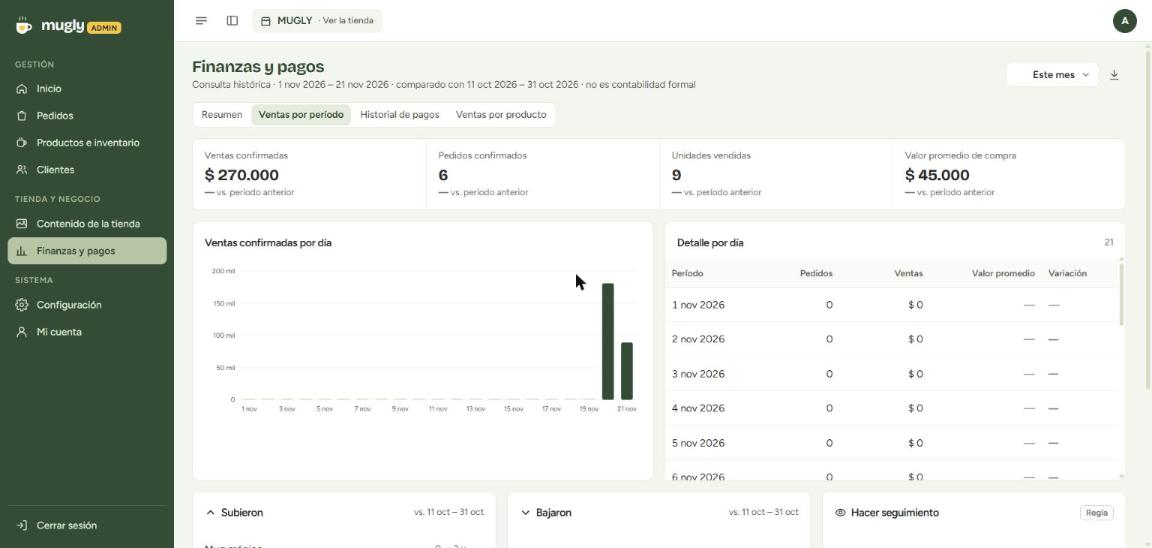 mugly ADMIN
MUGLY · Ver la tienda
A
GESTIÓN
Inicio
Pedidos
Productos e inventario
Clientes
TIENDA Y NEGOCIO
Contenido de la tienda
Finanzas y pagos
SISTEMA
Configuración
Mi cuenta
Cerrar sesión
Finanzas y pagos
Consulta histórica · 1 nov 2026 – 21 nov 2026 · comparado con 11 oct 2026 – 31 oct 2026 · no es contabilidad formal
Este mes
Resumen Ventas por período Historial de pagos Ventas por producto
Ventas confirmadas
$ 270.000
— vs. período anterior
Pedidos confirmados
6
— vs. período anterior
Unidades vendidas
9
— vs. período anterior
Valor promedio de compra
$ 45.000
— vs. período anterior
Ventas confirmadas por día
200 mil
150 mil
100 mil
50 mil
0
1 nov 3 nov 5 nov 7 nov 9 nov 11 nov 13 nov 15 nov 17 nov 19 nov 21 nov
Detalle por día 21
Período Pedidos Ventas Valor promedio Variación
1 nov 2026 0 $ 0 — —
2 nov 2026 0 $ 0 — —
3 nov 2026 0 $ 0 — —
4 nov 2026 0 $ 0 — —
5 nov 2026 0 $ 0 — —
6 nov 2026 0 $ 0 — —
Subieron vs. 11 oct – 31 oct
Bajaron vs. 11 oct – 31 oct
Hacer seguimiento Regla